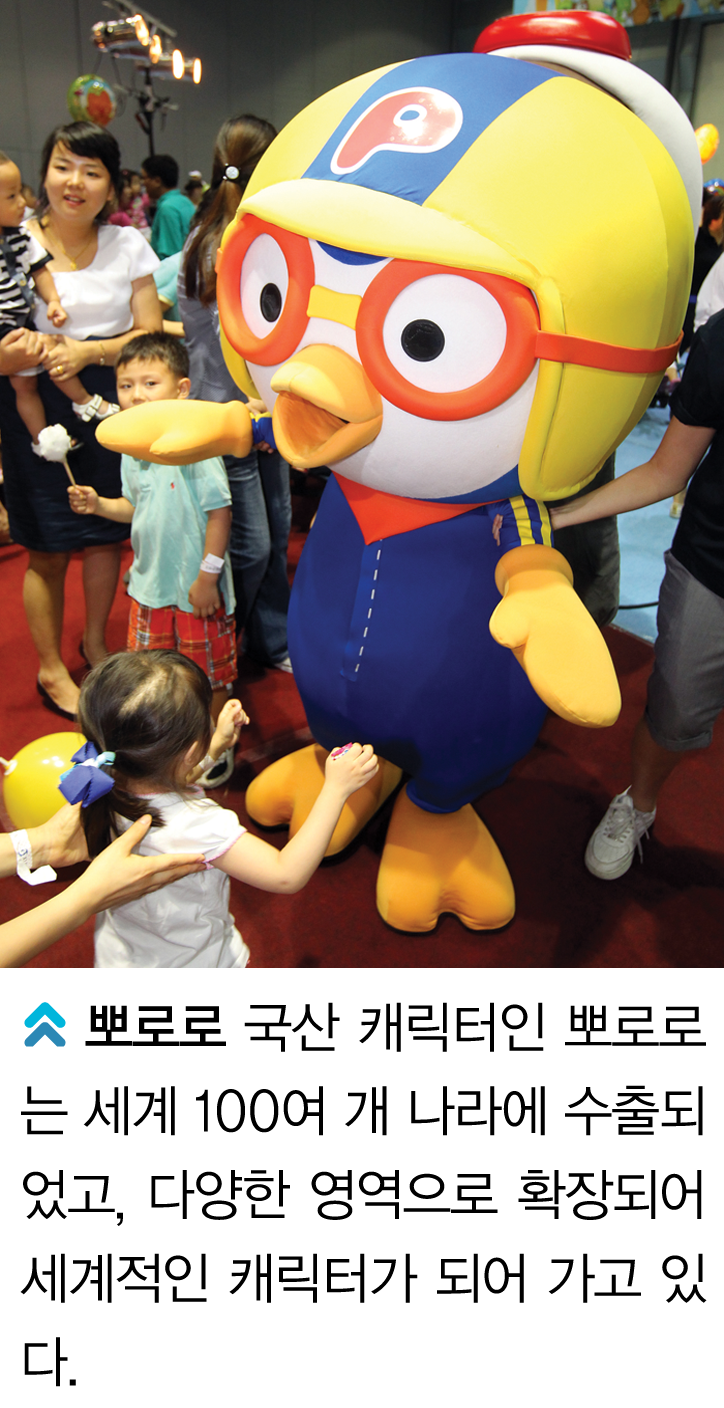 P
뽀로로 국산 캐릭터인 뽀로로
는 세계 100여 개 나라에 수출되
었고, 다양한 영역으로 확장되어
세계적인 캐릭터가 되어 가고 있
다.